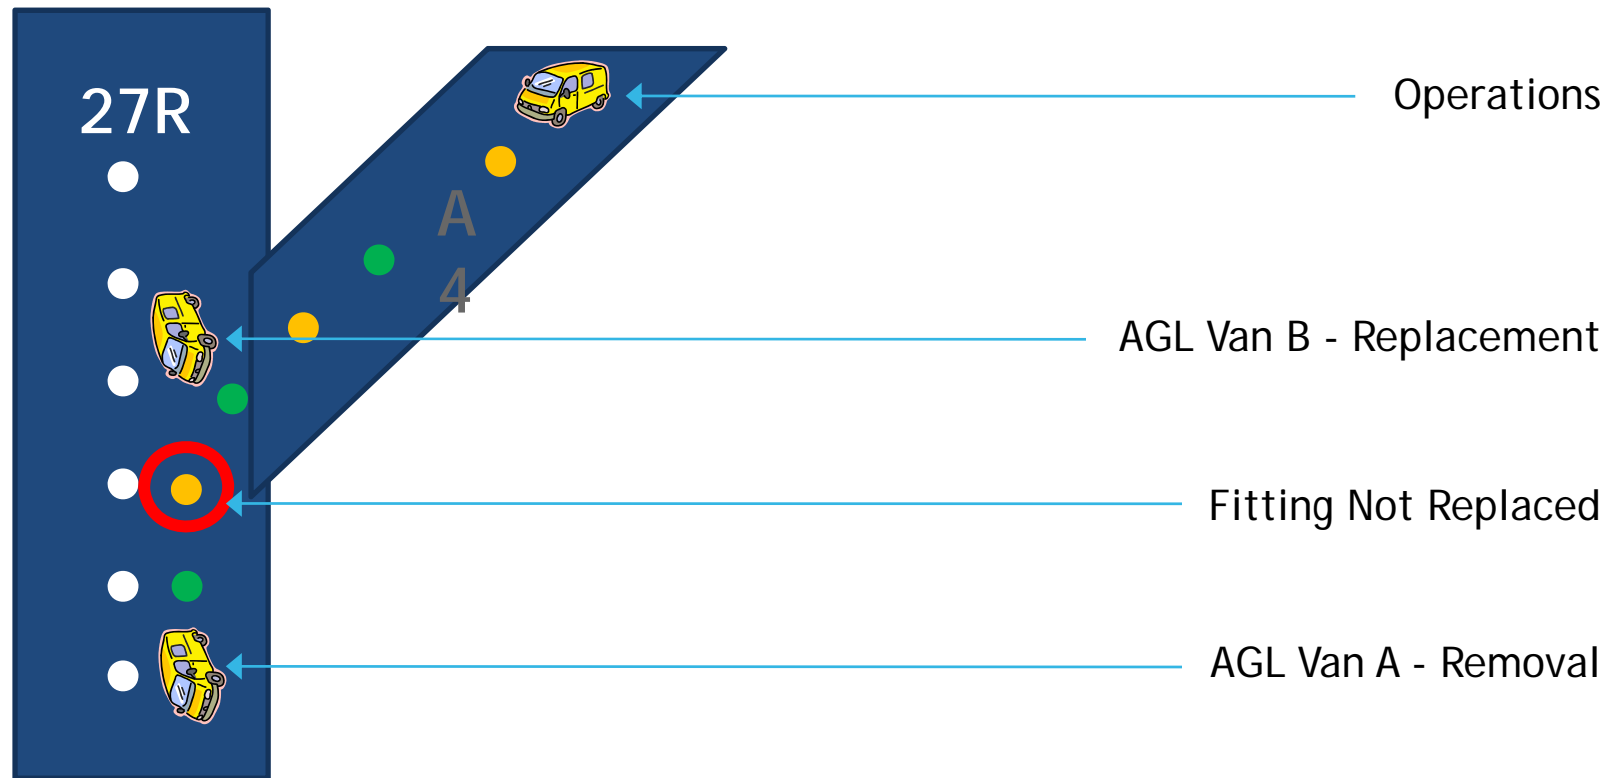 27R
Operations
A
4
AGL Van B - Replacement
Fitting Not Replaced
AGL Van A - Removal